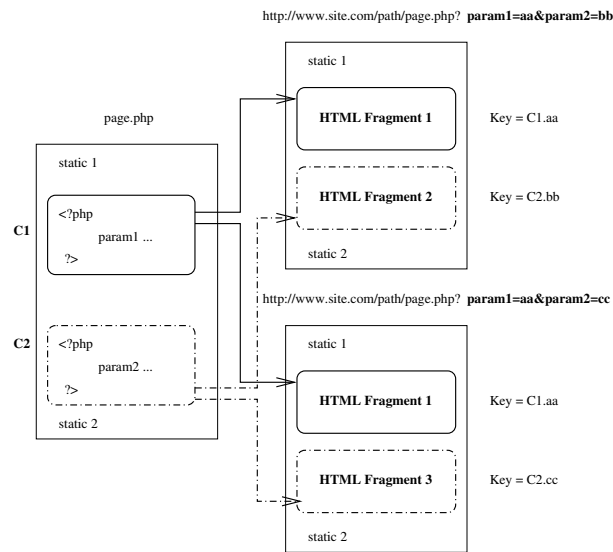 http://www.site.com/path/page.php? param1=aa&param2=bb
static 1
HTML Fragment 1
Key = C1.aa
HTML Fragment 2
Key = C2.bb
static 2
page.php
static 1
C1
<?php
param1 ...
?>
C2
<?php
param2 ...
?>
static 2
http://www.site.com/path/page.php? param1=aa&param2=cc
static 1
HTML Fragment 1
Key = C1.aa
HTML Fragment 3
Key = C2.cc
static 2